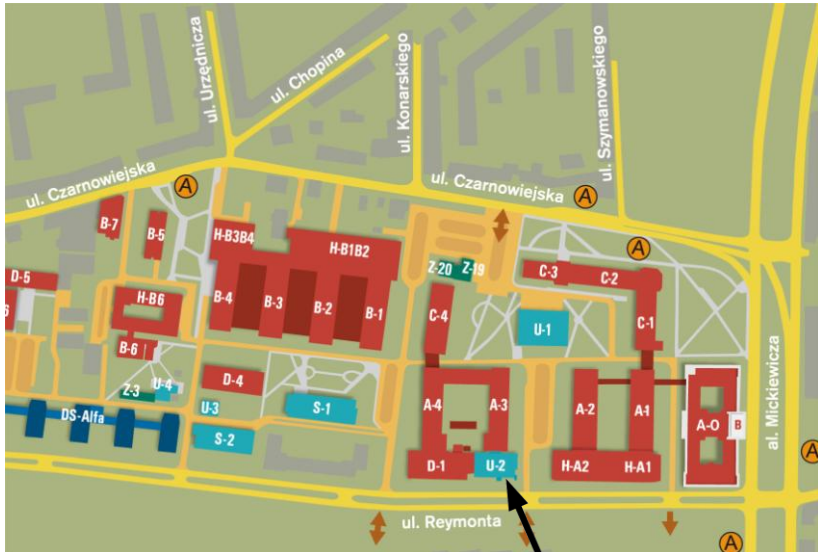 ul. Urzędnicza
ul. Chopina
ul. Konarskiego
ul. Szymanowskiego
ul. Czarnowiejska
A
ul. Czarnowiejska
A
A
B-7
B-5
H-B3B4
H-B1B2
Z-20
Z-19
C-3
C-2
D-5
H-B6
B-4
B-3
B-2
B-1
C-4
U-1
C-1
6
B-6
Z-3
U-4
D-4
U-3
S-1
A-4
A-3
A-2
A-1
A-O
B
al. Mickiewicza
DS-Alfa
S-2
D-1
U-2
H-A2
H-A1
A
ul. Reymonta
A